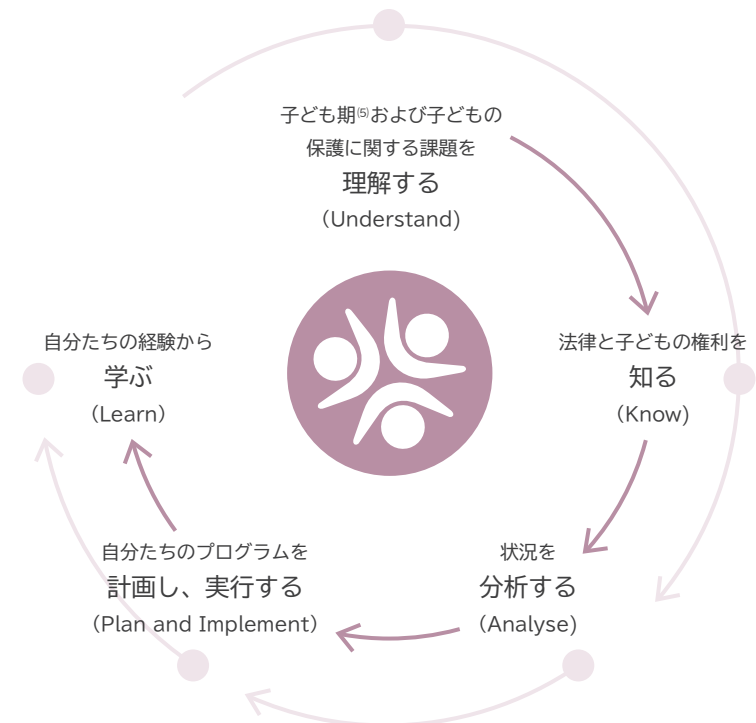 子ども期⁽⁵⁾および子どもの
保護に関する課題を
理解する
（Understand)
法律と子どもの権利を
知る
（Know)
状況を
分析する
（Analyse)
自分たちのプログラムを
計画し、実行する
（Plan and Implement）
自分たちの経験から
学ぶ
（Learn）